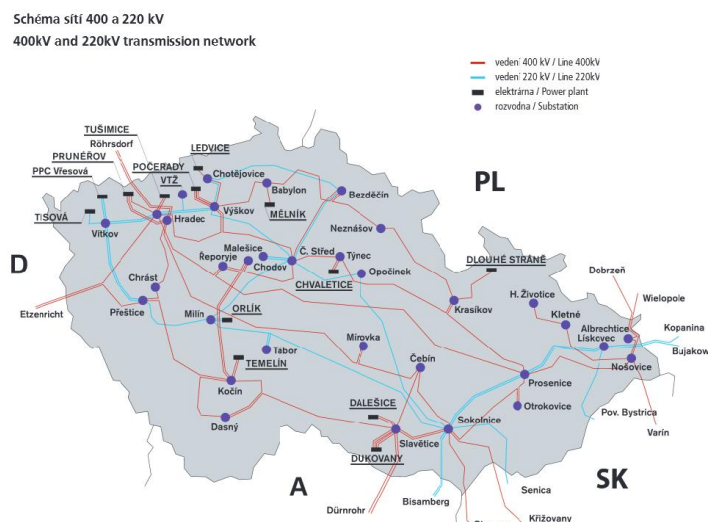 Schéma sítí 400 a 220 kV
400kV and 220kV transmission network
vedení 400 kV / Line 400kV
vedení 220 kV / Line 220kV
elektrárna / Power plant
rozvodna / Substation
TUŠIMICE
Röhrsdorf
LEDVICE
PRUNÉŘOV
POČERADY
PPC Vřesová
VTŽ
Chotějovice
Babylon
Bezděčín
PL
MĚLNÍK
TISOVÁ
Výškov
Hradec
Vítkov
Neznášov
Malešice
Č. Střed
Týnec
DLOUHÉ STRÁNĚ
D
Řeporyje
Chodov
Opočínek
Dobrzeň
Chrást
CHVALETICE
H. Životice
Wielopole
Etzenricht
Přeštice
Milín
ORLÍK
Krasíkov
Kletné
Albrechtice
Kopanina
Lískovec
Mírovka
Bujakow
Tábor
Čebín
TEMELÍN
Nošovice
Prosenice
Kočín
DALEŠICE
Otrokovice
Pov. Bystrica
Dasný
Sokolnice
Slavětice
Varín
DUKOVANY
A
SK
Bisamberg
Senica
Dürnrohr
Křižovany